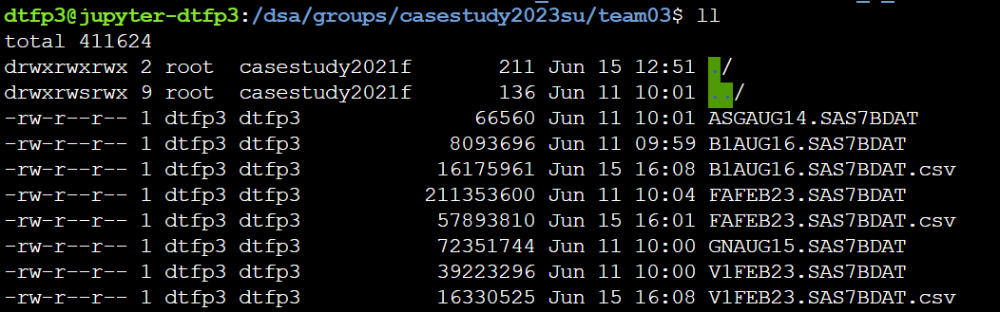 dtfp3@jupyter-dtfp3:/dsa/groups/casestudy2023su/team03$ ll
total 411624
drwxrwxrwx 2 root  casestudy2021f       211 Jun 15 12:51 ./
drwxrwsrwx 9 root  casestudy2021f       136 Jun 11 10:01 ../
-rw-r--r-- 1 dtfp3 dtfp3              66560 Jun 11 10:01 ASGAUG14.SAS7BDAT
-rw-r--r-- 1 dtfp3 dtfp3            8093696 Jun 11 09:59 B1AUG16.SAS7BDAT
-rw-r--r-- 1 dtfp3 dtfp3           16175961 Jun 15 16:08 B1AUG16.SAS7BDAT.csv
-rw-r--r-- 1 dtfp3 dtfp3          211353600 Jun 11 10:04 FAFEB23.SAS7BDAT
-rw-r--r-- 1 dtfp3 dtfp3           57893810 Jun 15 16:01 FAFEB23.SAS7BDAT.csv
-rw-r--r-- 1 dtfp3 dtfp3           72351744 Jun 11 10:00 GNAUG15.SAS7BDAT
-rw-r--r-- 1 dtfp3 dtfp3           39223296 Jun 11 10:00 V1FEB23.SAS7BDAT
-rw-r--r-- 1 dtfp3 dtfp3           16330525 Jun 15 16:08 V1FEB23.SAS7BDAT.csv